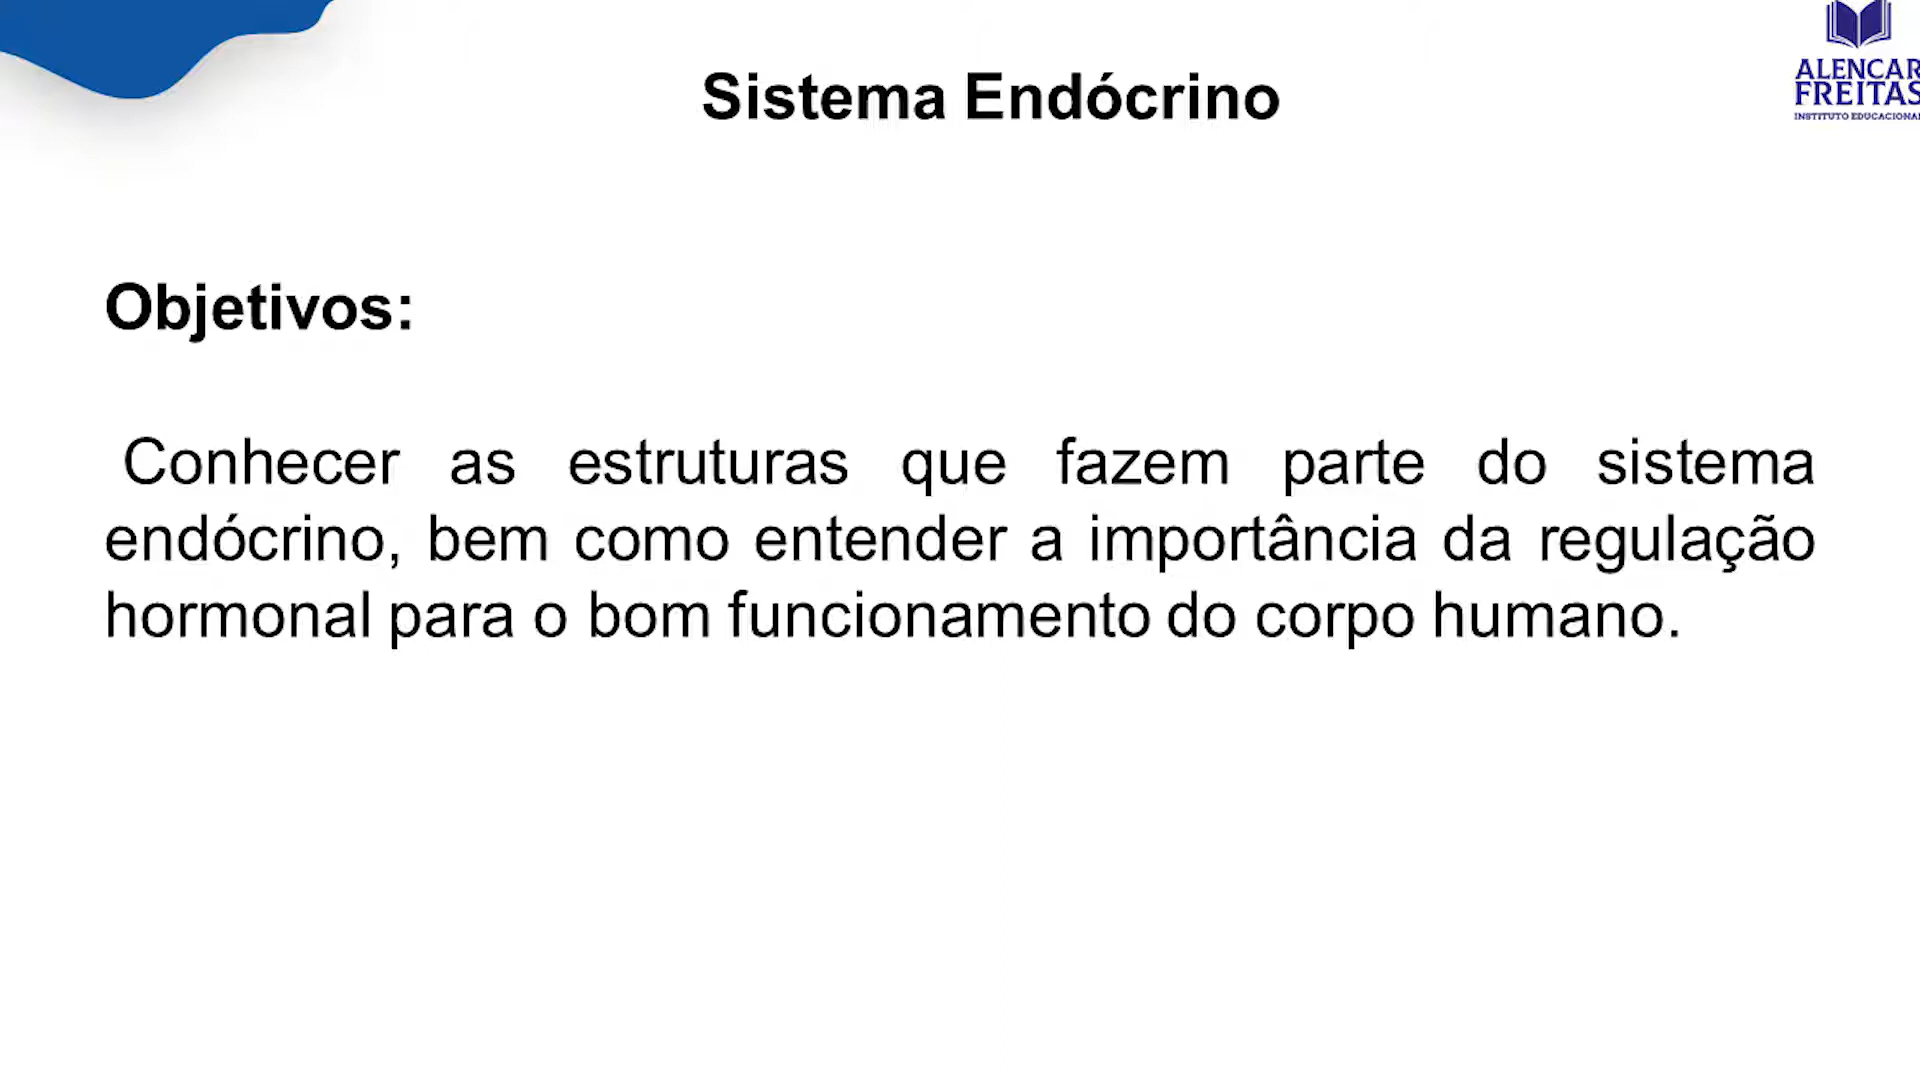 ALENCAR
FREITAS
INSTITUTO EDUCACIONAL
Sistema Endócrino
Objetivos:
Conhecer as estruturas que fazem parte do sistema
endócrino, bem como entender a importância da regulação
hormonal para o bom funcionamento do corpo humano.